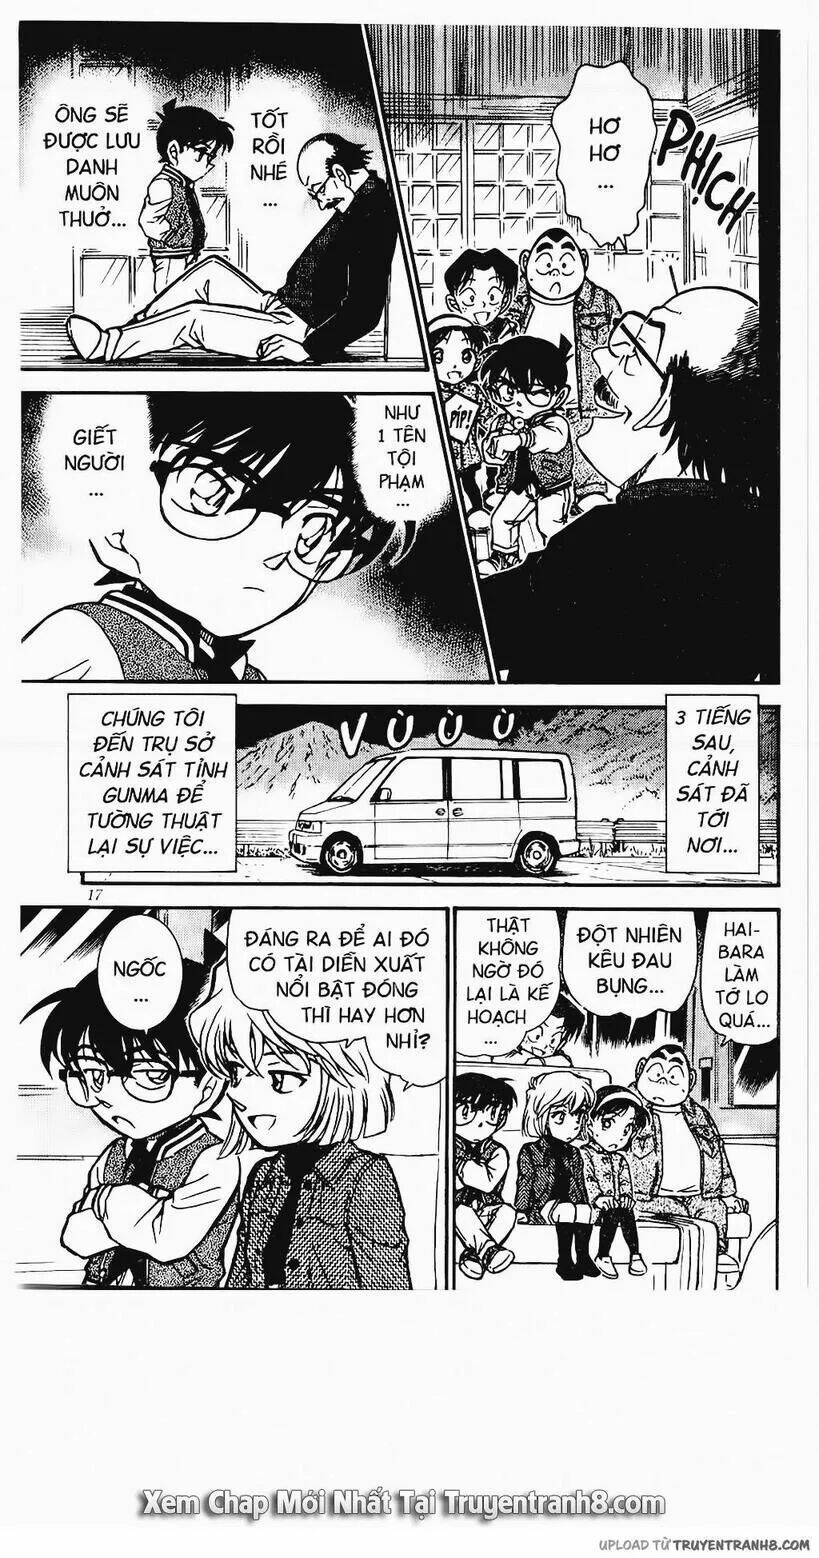 HƠ
HƠ
...
PHỊCH
PÍP!
TỐT
RỒI
NHÉ
...
ÔNG SẼ
ĐƯỢC LƯU
DANH
MUÔN
THUỞ...
NHƯ
1 TÊN
TỘI
PHẠM
...
GIẾT
NGƯỜI
...
3 TIẾNG
SAU,
CẢNH
SÁT ĐÃ
TỚI
NƠI...
VÙ Ù Ù
CHÚNG TÔI
ĐẾN TRỤ SỞ
CẢNH SÁT TỈNH
GUNMA ĐỂ
TƯỜNG THUẬT
LẠI SỰ VIỆC...
17
HAI-
BARA
LÀM
TỚ LO
QUÁ...
ĐỘT NHIÊN
KÊU ĐAU
BỤNG...
THẬT
KHÔNG
NGỜ ĐÓ
LẠI LÀ KẾ
HOẠCH
...
ĐÁNG RA ĐỂ AI ĐÓ
CÓ TÀI DIỄN XUẤT
NỔI BẬT ĐÓNG
THÌ HAY HƠN
NHỈ?
NGỐC
...
Xem Chap Mới Nhất Tại Truyentranh8.com
UPLOAD TỪ TRUYENTRANH8.COM